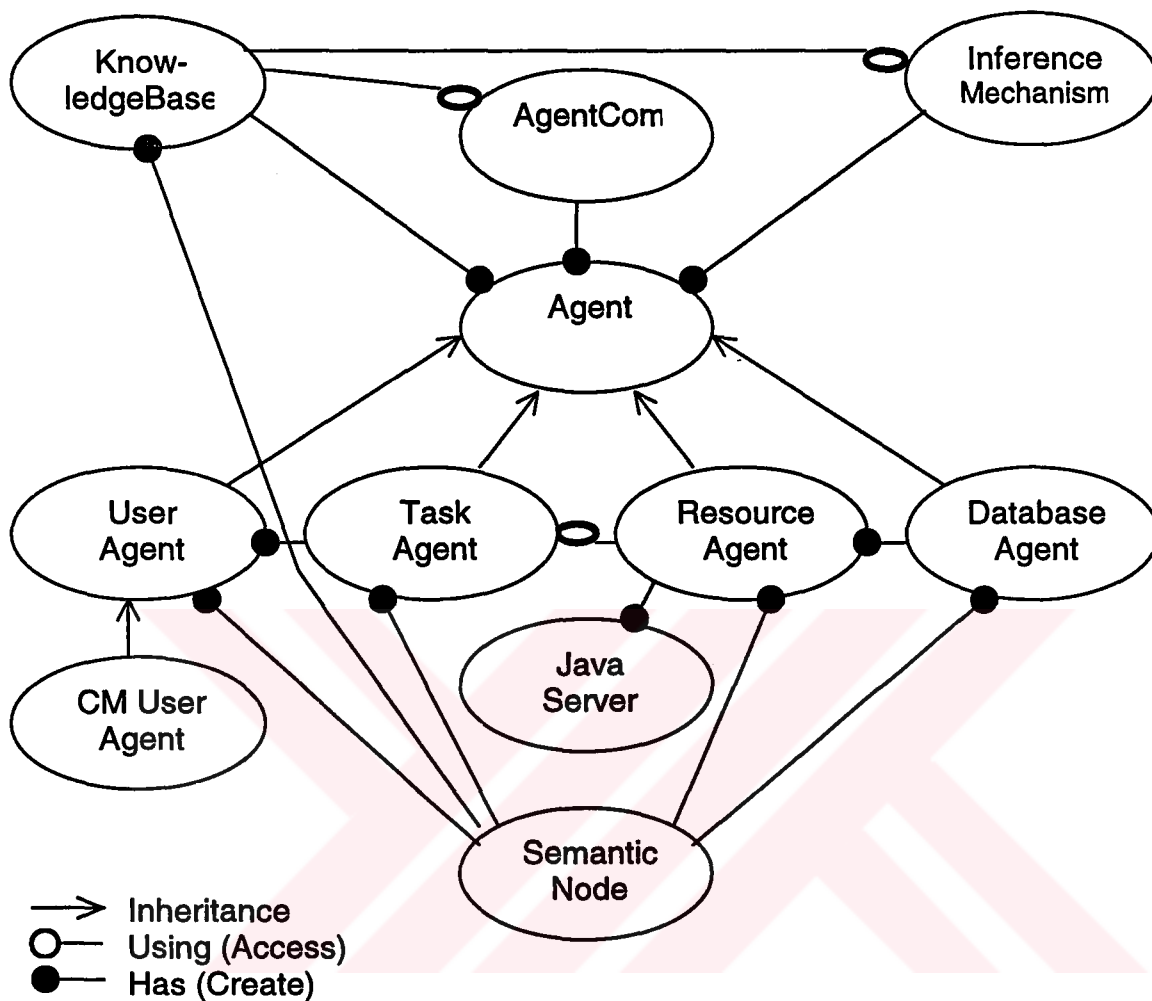 Know-
ledgeBase
Inference
Mechanism
AgentCom
Agent
User
Agent
Task
Agent
Resource
Agent
Database
Agent
Java
Server
CM User
Agent
Semantic
Node
Inheritance
Using (Access)
Has (Create)